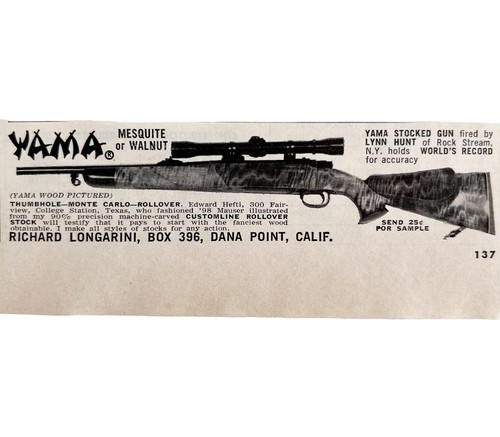 YAMA®
MESQUITE
or WALNUT
YAMA STOCKED GUN fired by
LYNN HUNT of Rock Stream,
N.Y. holds WORLD'S RECORD
for accuracy
(YAMA WOOD PICTURED)
THUMBHOLE—MONTE CARLO—ROLLOVER. Edward Hefti, 300 Fair-
view, College Station, Texas, who fashioned '98 Mauser illustrated
from my 90% precision machine-carved CUSTOMLINE ROLLOVER
STOCK will testify that it pays to start with the fanciest wood
obtainable. I make all styles of stocks for any action.
RICHARD LONGARINI, BOX 396, DANA POINT, CALIF.
SEND 25¢
FOR SAMPLE
137